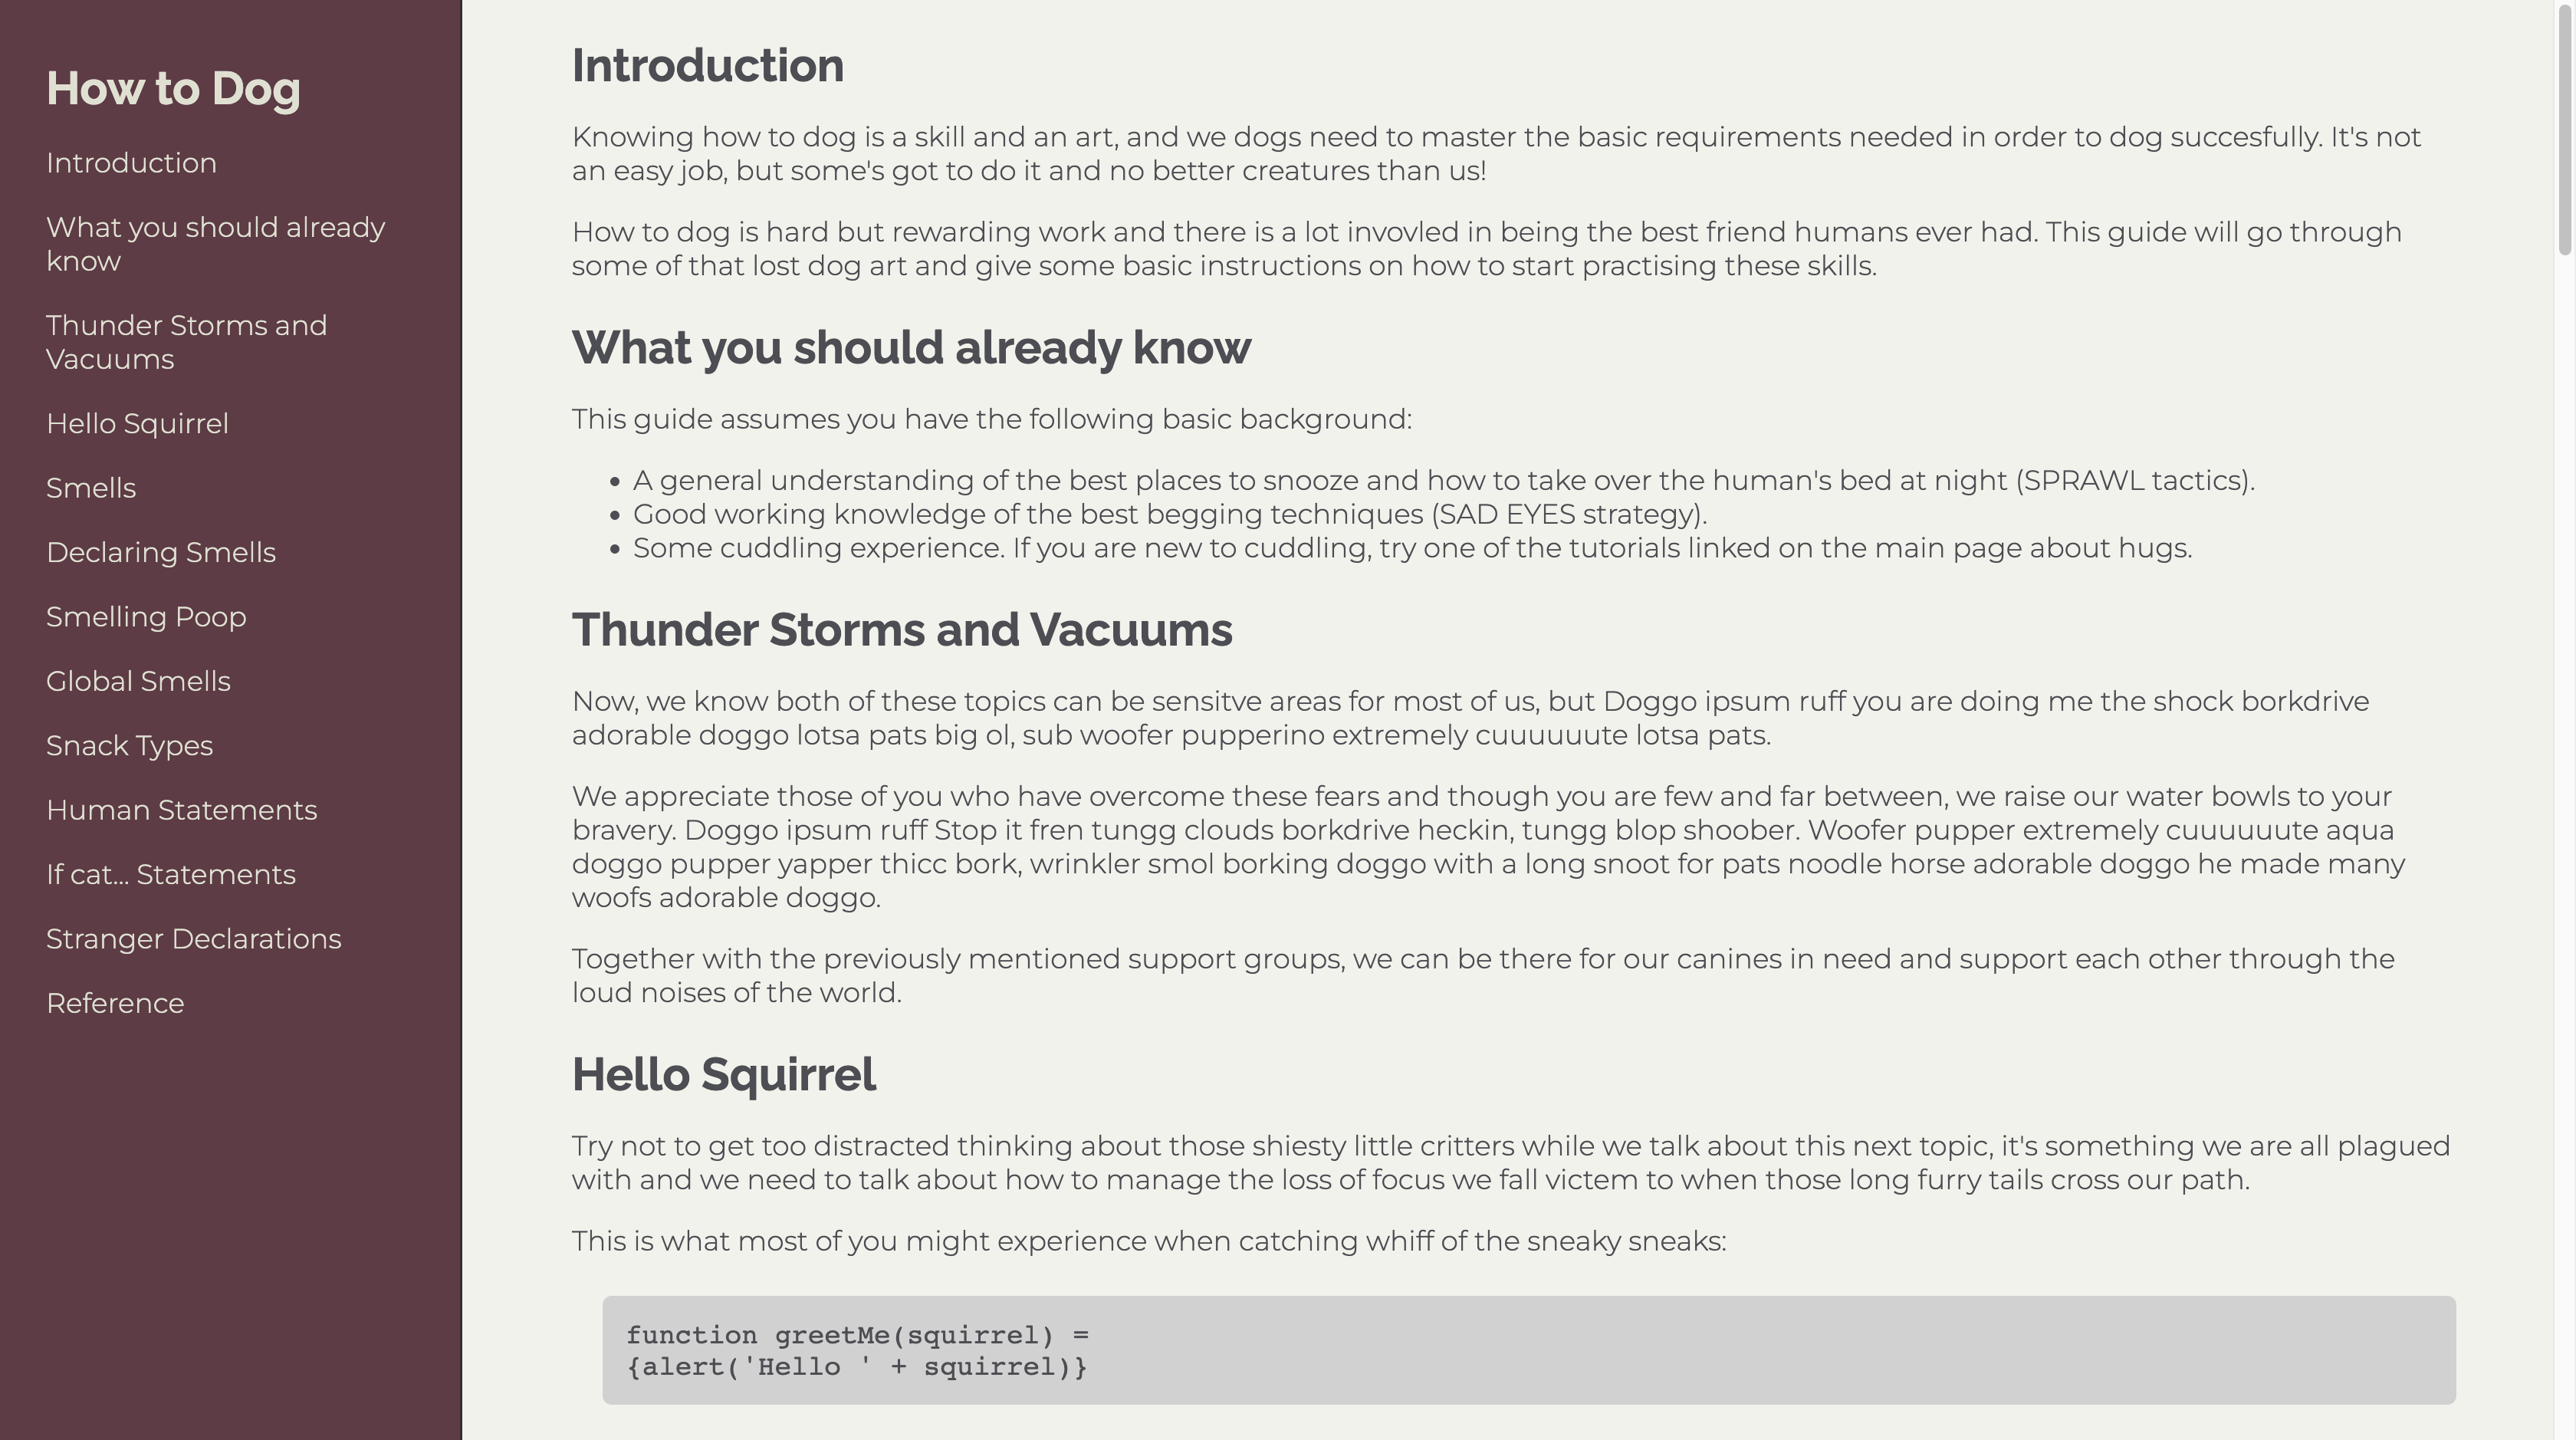 How to Dog
Introduction
What you should already
know
Thunder Storms and
Vacuums
Hello Squirrel
Smells
Declaring Smells
Smelling Poop
Global Smells
Snack Types
Human Statements
If cat... Statements
Stranger Declarations
Reference
Introduction
Knowing how to dog is a skill and an art, and we dogs need to master the basic requirements needed in order to dog succesfully. It's not
an easy job, but some's got to do it and no better creatures than us!
How to dog is hard but rewarding work and there is a lot invovled in being the best friend humans ever had. This guide will go through
some of that lost dog art and give some basic instructions on how to start practising these skills.
What you should already know
This guide assumes you have the following basic background:
• A general understanding of the best places to snooze and how to take over the human's bed at night (SPRAWL tactics).
• Good working knowledge of the best begging techniques (SAD EYES strategy).
• Some cuddling experience. If you are new to cuddling, try one of the tutorials linked on the main page about hugs.
Thunder Storms and Vacuums
Now, we know both of these topics can be sensitve areas for most of us, but Doggo ipsum ruff you are doing me the shock borkdrive
adorable doggo lotsa pats big ol, sub woofer pupperino extremely cuuuuuute lotsa pats.
We appreciate those of you who have overcome these fears and though you are few and far between, we raise our water bowls to your
bravery. Doggo ipsum ruff Stop it fren tungg clouds borkdrive heckin, tungg blop shoober. Woofer pupper extremely cuuuuuute aqua
doggo pupper yapper thicc bork, wrinkler smol borking doggo with a long snoot for pats noodle horse adorable doggo he made many
woofs adorable doggo.
Together with the previously mentioned support groups, we can be there for our canines in need and support each other through the
loud noises of the world.
Hello Squirrel
Try not to get too distracted thinking about those shiesty little critters while we talk about this next topic, it's something we are all plagued
with and we need to talk about how to manage the loss of focus we fall victem to when those long furry tails cross our path.
This is what most of you might experience when catching whiff of the sneaky sneaks:
function greetMe(squirrel) =
{alert('Hello ' + squirrel)}